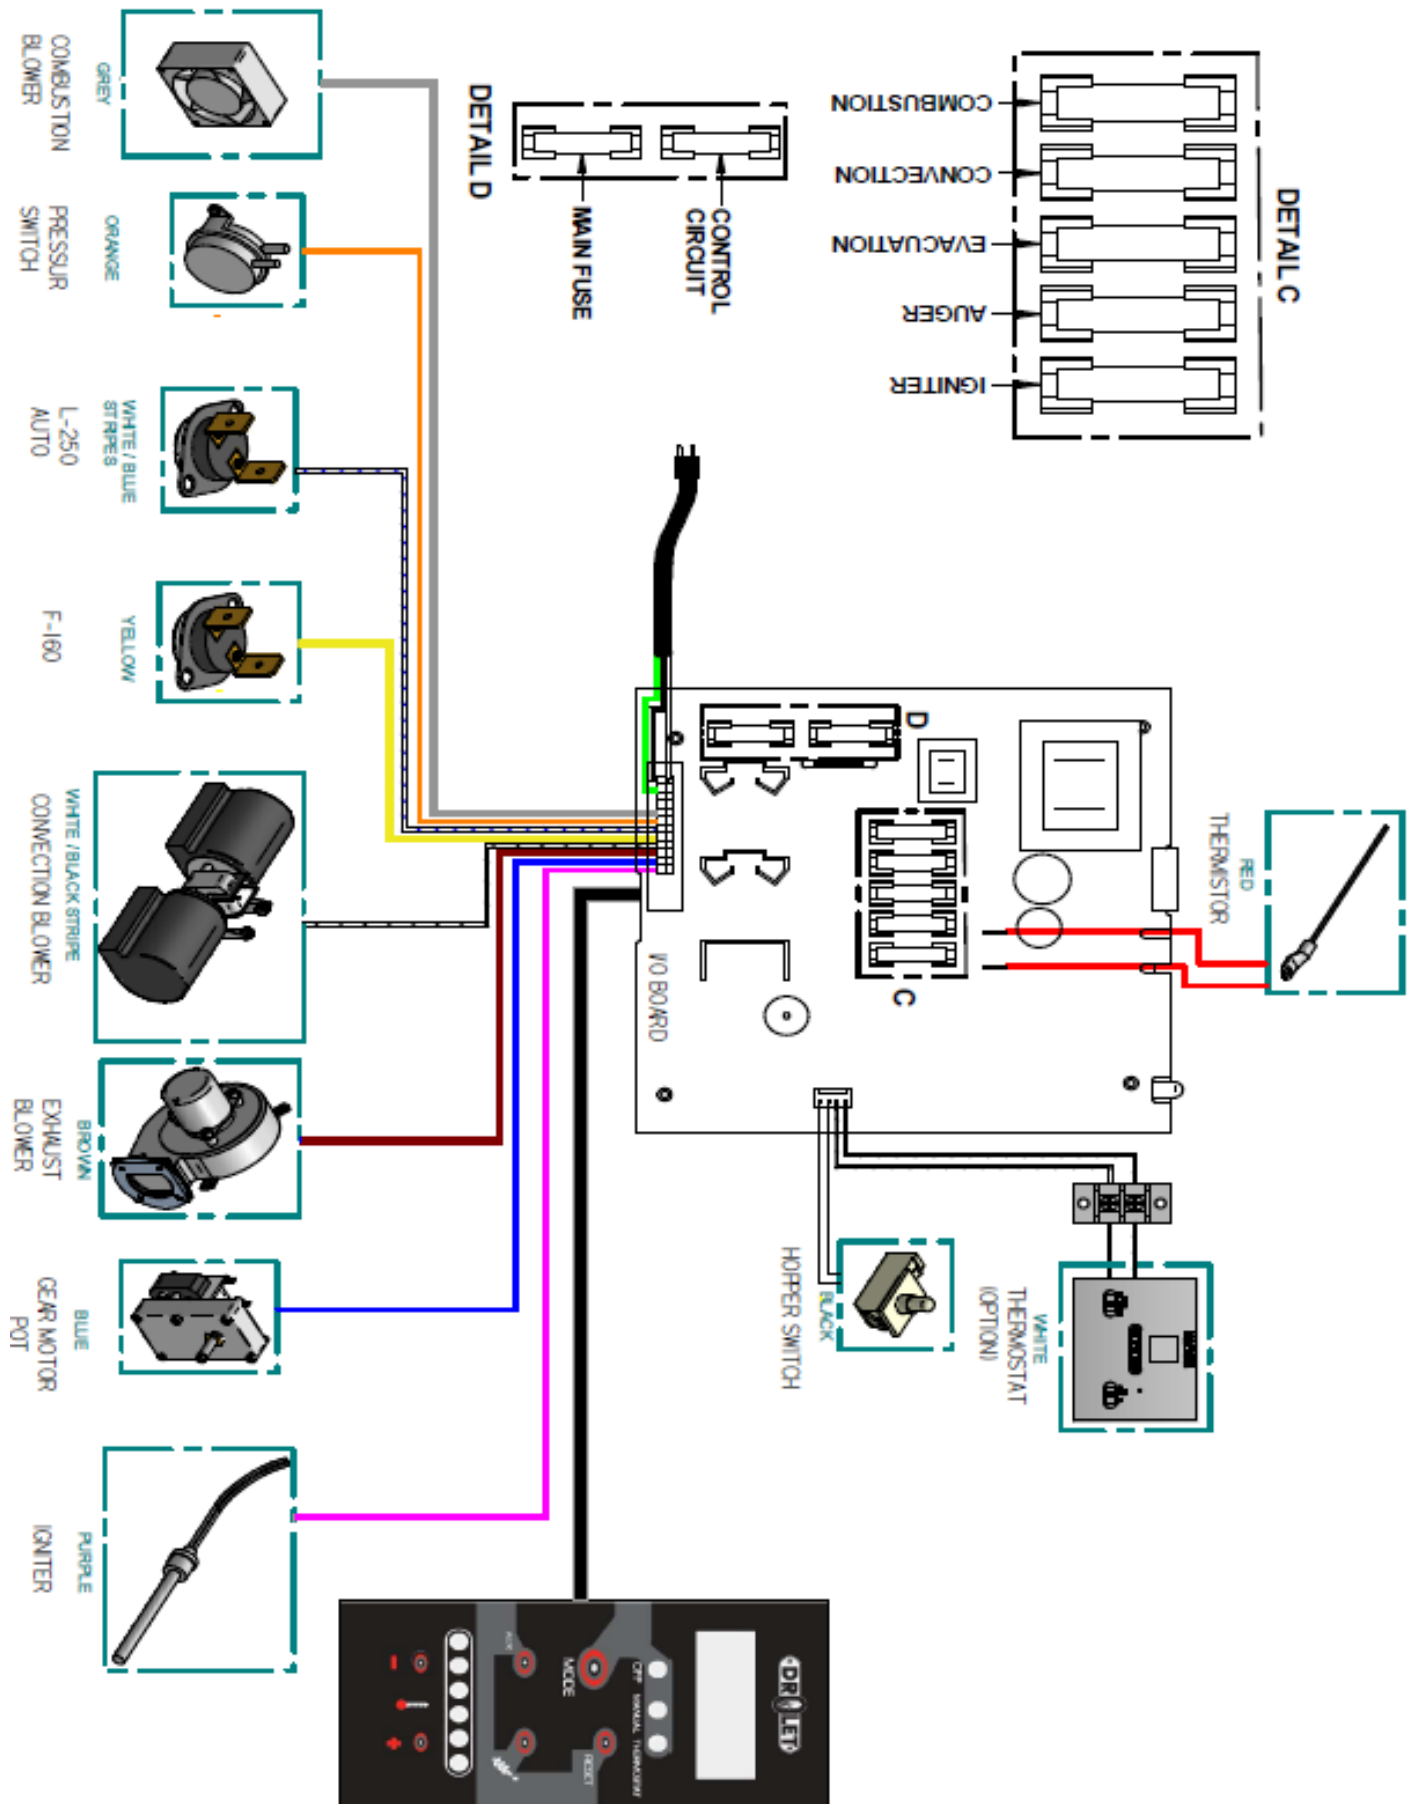 DETAIL C
COMBUSTION
CONVECTION
EVACUATION
AUGER
IGNITER
DETAIL D
CONTROL
CIRCUIT
MAIN FUSE
GREY
COMBUSTION
BLOWER
ORANGE
PRESSUR
SWITCH
WHITE / BLUE
STRIPES
L-250
AUTO
YELLOW
F-160
WHITE / BLACK STRIPE
CONVECTION BLOWER
BROWN
EXHAUST
BLOWER
BLUE
GEAR MOTOR
POT
PURPLE
IGNITER
D
C
I/O BOARD
RED
THERMISTOR
BLACK
HOPPER SWITCH
WHITE
THERMOSTAT
(OPTION)
DROLET
OFF MANUAL THERMOSTAT
MODE
RESET
AUX
- +